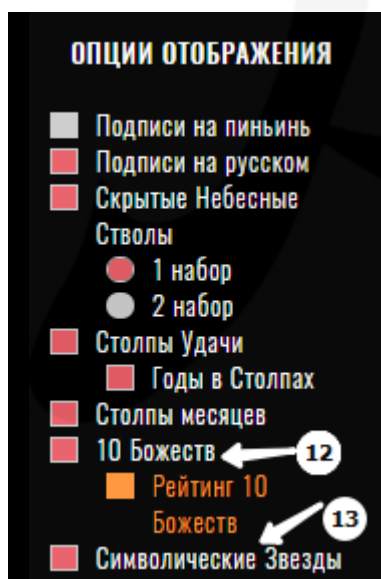 ОПЦИИ ОТОБРАЖЕНИЯ
Подписи на пиньинь
Подписи на русском
Скрытые Небесные
Стволы
1 набор
2 набор
Столпы Удачи
Годы в Столпах
Столпы месяцев
10 Божеств 12
Рейтинг 10
Божеств 13
Символические Звезды